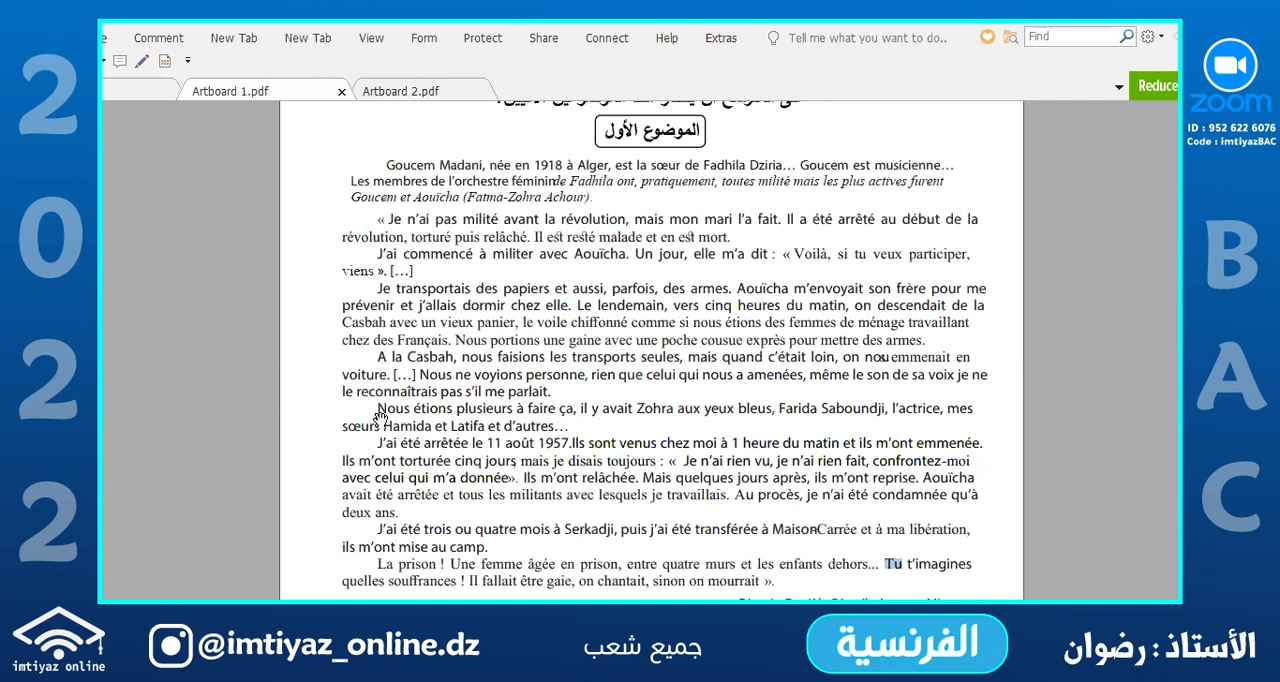 Comment New Tab New Tab View Form Protect Share Connect Help Extras Tell me what you want to do.. Find
Artboard 1.pdf x Artboard 2.pdf
Reduce
zoom
ID : 952 622 6076
Code : imtiyazBAC
2022
BAC
الموضوع الأول
Goucem Madani, née en 1918 à Alger, est la sœur de Fadhila Dziria… Goucem est musicienne…
Les membres de l’orchestre féminin de Fadhila ont, pratiquement, toutes milité mais les plus actives furent
Goucem et Aouïcha (Fatma-Zohra Achour).
« Je n’ai pas milité avant la révolution, mais mon mari l’a fait. Il a été arrêté au début de la
révolution, torturé puis relâché. Il est resté malade et en est mort.
J’ai commencé à militer avec Aouïcha. Un jour, elle m’a dit : « Voilà, si tu veux participer,
viens ». […]
Je transportais des papiers et aussi, parfois, des armes. Aouïcha m’envoyait son frère pour me
prévenir et j’allais dormir chez elle. Le lendemain, vers cinq heures du matin, on descendait de la
Casbah avec un vieux panier, le voile chiffonné comme si nous étions des femmes de ménage travaillant
chez des Français. Nous portions une gaine avec une poche cousue exprès pour mettre des armes.
A la Casbah, nous faisions les transports seules, mais quand c’était loin, on nous emmenait en
voiture. […] Nous ne voyions personne, rien que celui qui nous a amenées, même le son de sa voix je ne
le reconnaîtrais pas s’il me parlait.
Nous étions plusieurs à faire ça, il y avait Zohra aux yeux bleus, Farida Saboundji, l’actrice, mes
sœurs Hamida et Latifa et d’autres…
J’ai été arrêtée le 11 août 1957.Ils sont venus chez moi à 1 heure du matin et ils m’ont emmenée.
Ils m’ont torturée cinq jours, mais je disais toujours : « Je n’ai rien vu, je n’ai rien fait, confrontez-moi
avec celui qui m’a donnée». Ils m’ont relâchée. Mais quelques jours après, ils m’ont reprise. Aouïcha
avait été arrêtée et tous les militants avec lesquels je travaillais. Au procès, je n’ai été condamnée qu’à
deux ans.
J’ai été trois ou quatre mois à Serkadji, puis j’ai été transférée à Maison-Carrée et à ma libération,
ils m’ont mise au camp.
La prison ! Une femme âgée en prison, entre quatre murs et les enfants dehors... Tu t’imagines
quelles souffrances ! Il fallait être gaie, on chantait, sinon on mourrait ».
imtiyaz online
@imtiyaz_online.dz
جميع شعب
الفرنسية
الأستاذ : رضوان